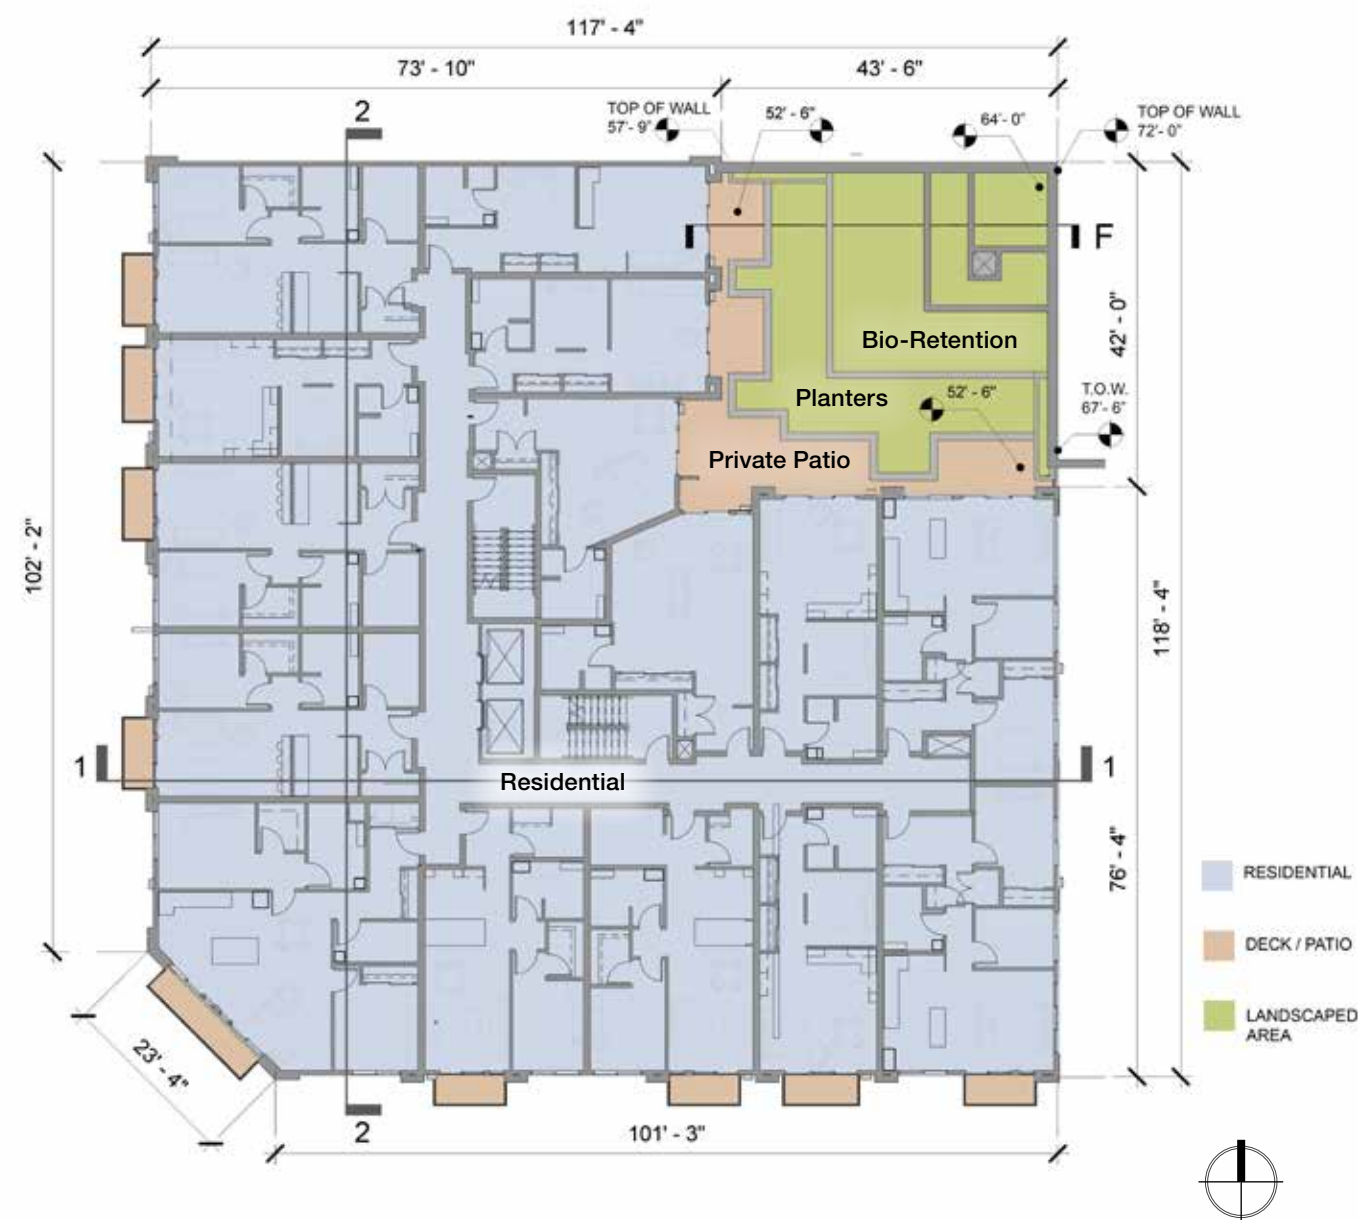 117' - 4"
73' - 10"
43' - 6"
2
TOP OF WALL
57'- 9"
52' - 6"
64'- 0"
TOP OF WALL
72'- 0"
F
42' - 0"
Bio-Retention
Planters
52' - 6"
T.O.W.
67'- 6"
Private Patio
102' - 2"
118' - 4"
1
Residential
1
76' - 4"
RESIDENTIAL
DECK / PATIO
LANDSCAPED
AREA
23' - 4"
2
101' - 3"